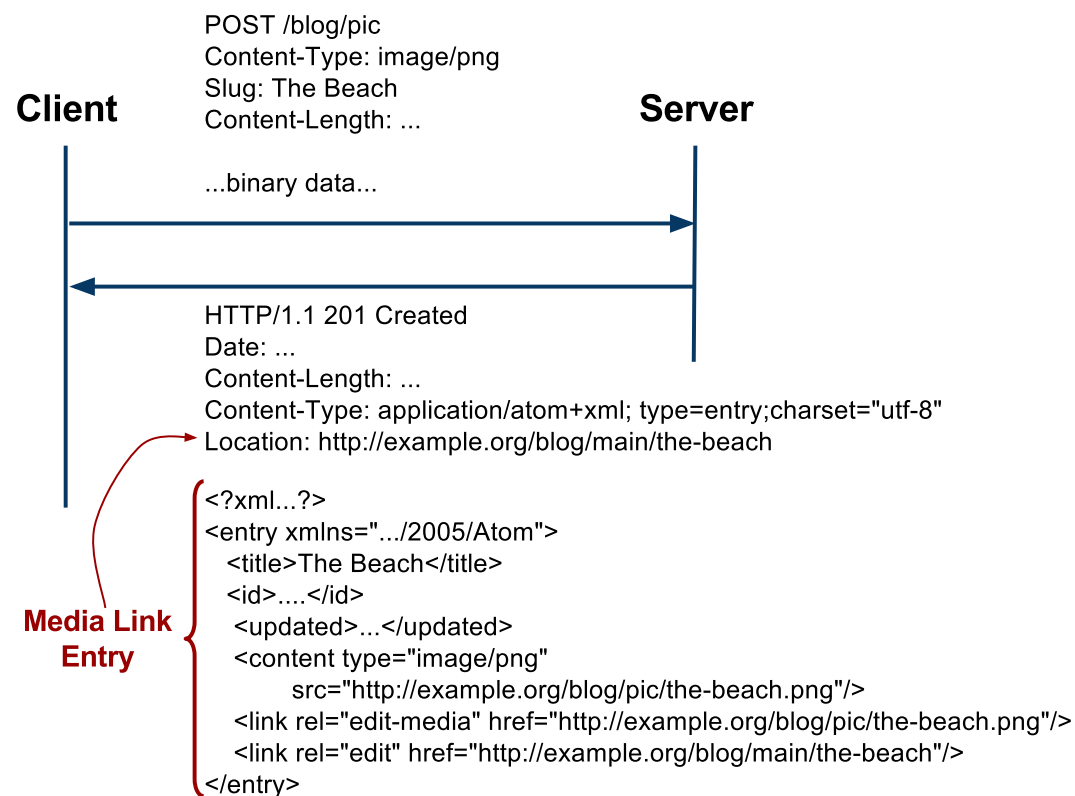 POST /blog/pic
Content-Type: image/png
Slug: The Beach
Content-Length: ...
Client
Server
...binary data...
HTTP/1.1 201 Created
Date: ...
Content-Length: ...
Content-Type: application/atom+xml; type=entry;charset="utf-8"
Location: http://example.org/blog/main/the-beach
<?xml...?>
<entry xmlns=".../2005/Atom">
<title>The Beach</title>
<id>....</id>
<updated>...</updated>
<content type="image/png"
src="http://example.org/blog/pic/the-beach.png"/>
<link rel="edit-media" href="http://example.org/blog/pic/the-beach.png"/>
<link rel="edit" href="http://example.org/blog/main/the-beach"/>
</entry>
Media Link
Entry